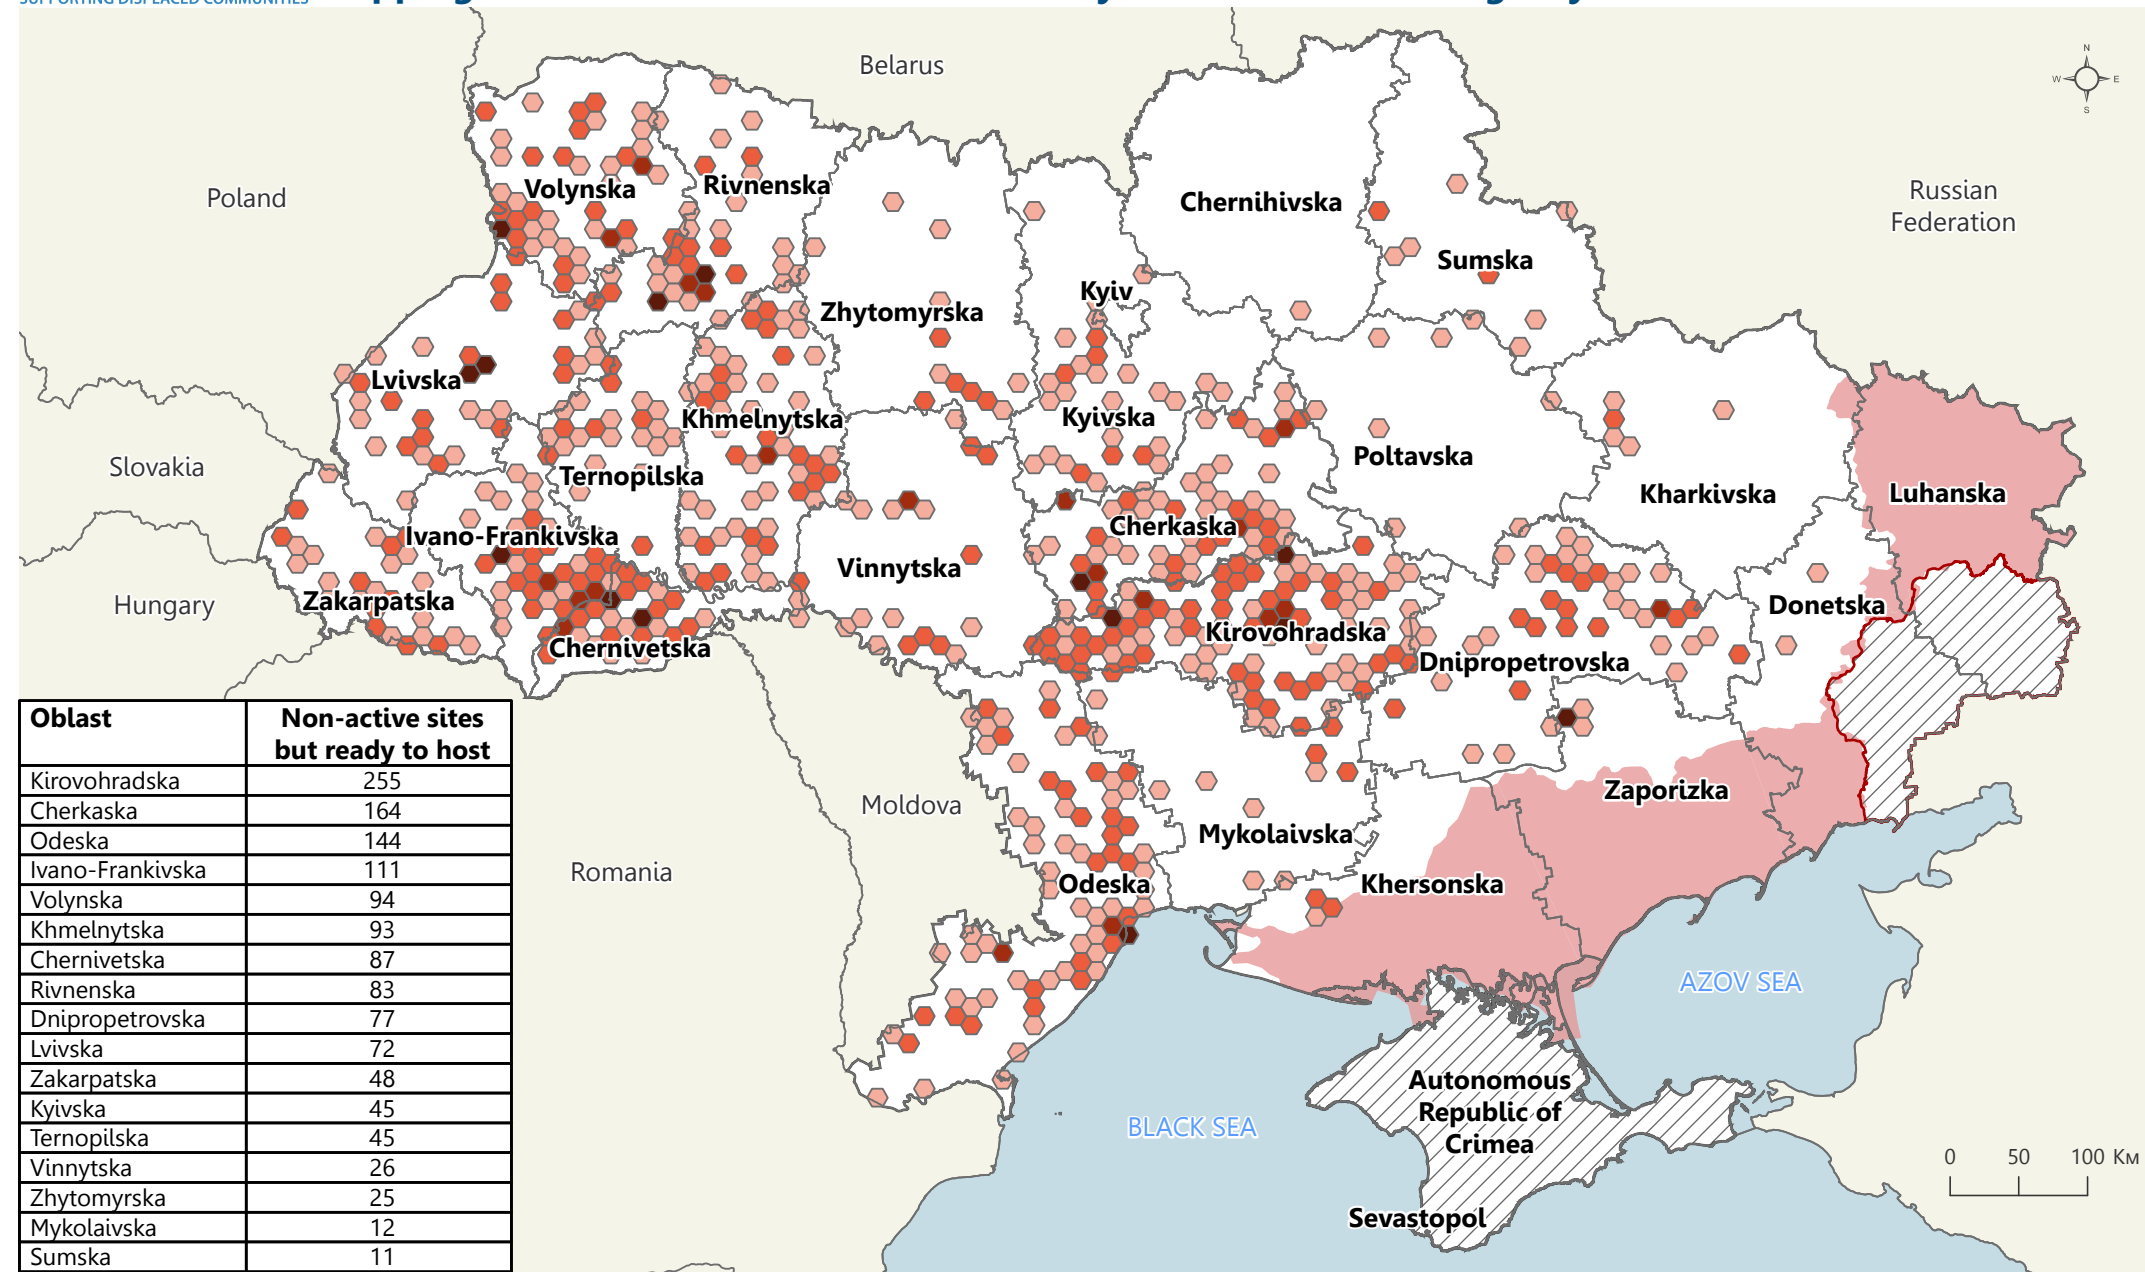 SUPPORTING DISPLACED COMMUNITIES
Belarus
N
W E
S
Poland
Russian
Federation
Volynska
Rivnenska
Chernihivska
Sumska
Kyiv
Zhytomyrska
Lvivska
Khmelnytska
Kyivska
Slovakia
Ternopilska
Poltavska
Kharkivska
Luhanska
Ivano-Frankivska
Cherkaska
Vinnytska
Hungary
Zakarpatska
Donetska
Chernivetska
Kirovohradska
Dnipropetrovska
Moldova
Zaporizka
Mykolaivska
Romania
Odeska
Khersonska
AZOV SEA
Autonomous
Republic of
Crimea
BLACK SEA
Sevastopol
0 50 100 Км
Oblast Non-active sites
but ready to host
Kirovohradska 255
Cherkaska 164
Odeska 144
Ivano-Frankivska 111
Volynska 94
Khmelnytska 93
Chernivetska 87
Rivnenska 83
Dnipropetrovska 77
Lvivska 72
Zakarpatska 48
Kyivska 45
Ternopilska 45
Vinnytska 26
Zhytomyrska 25
Mykolaivska 12
Sumska 11